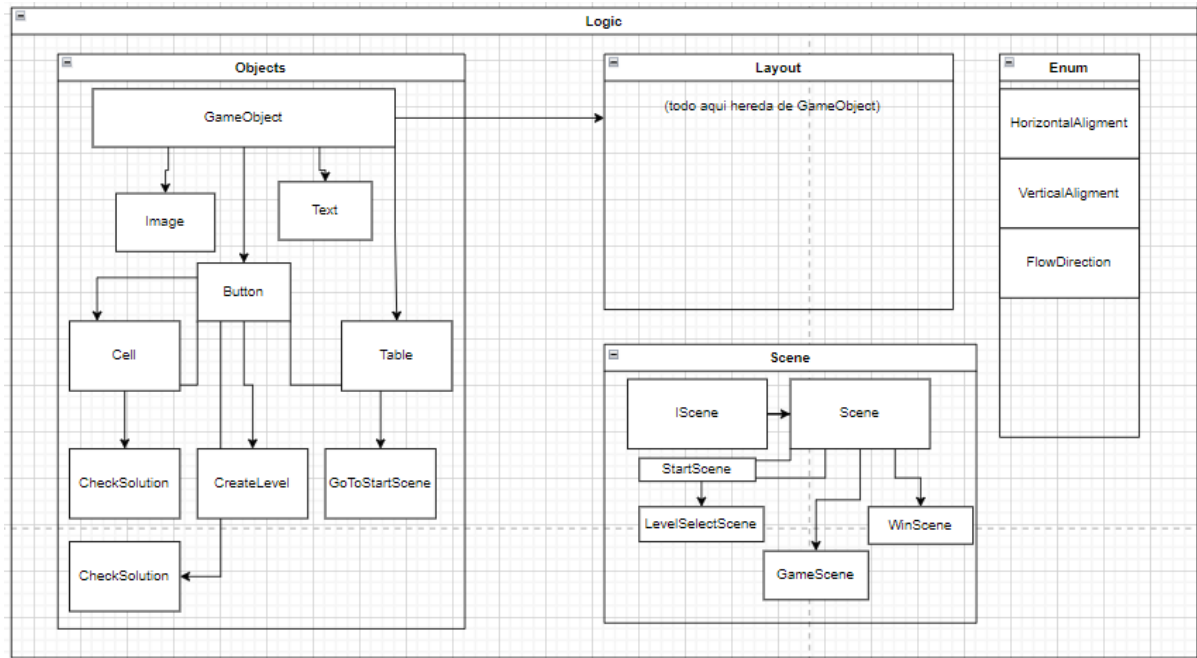 Logic
Objects
GameObject
Image
Text
Button
Cell
Table
CheckSolution
CreateLevel
GoToStartScene
CheckSolution
Layout
(todo aqui hereda de GameObject)
Enum
HorizontalAligment
VerticalAligment
FlowDirection
Scene
IScene
Scene
StartScene
LevelSelectScene
WinScene
GameScene